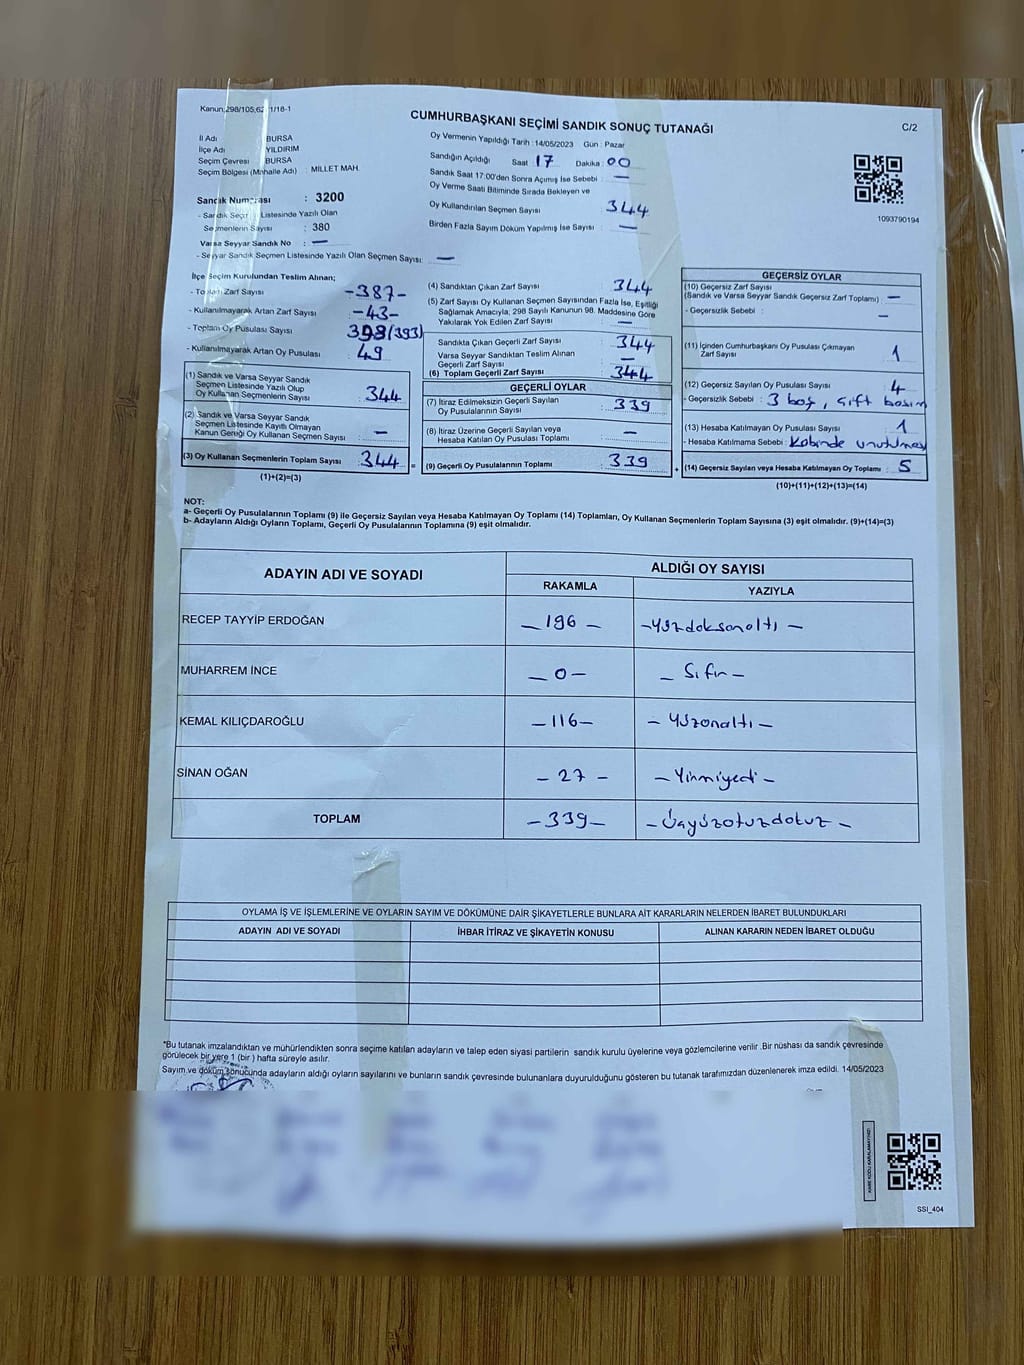 Kanun:298/105,62 1/18-1
CUMHURBAŞKANI SEÇİMİ SANDIK SONUÇ TUTANAĞI
C/2
İl Adı BURSA
İlçe Adı YILDIRIM
Seçim Çevresi : BURSA
Seçim Bölgesi (Mahalle Adı) : MİLLET MAH.
Sandık Numarası : 3200
- Sandık Seçmen Listesinde Yazılı Olan
Seçmenlerin Sayısı : 380
Varsa Seyyar Sandık No : —
- Seyyar Sandık Seçmen Listesinde Yazılı Olan Seçmen Sayısı: —
Oy Vermenin Yapıldığı Tarih : 14/05/2023 Gün : Pazar
Sandığın Açıldığı Saat 17 Dakika : 00
Sandık Saat 17:00'den Sonra Açımış İse Sebebi : —
Oy Verme Saati Bitiminde Sırada Bekleyen ve
Oy Kullandırılan Seçmen Sayısı : 344
Birden Fazla Sayım Döküm Yapılmış İse Sayısı : —
1093790194
İlçe Seçim Kurulundan Teslim Alınan;
- Toplam Zarf Sayısı -387-
- Kullanılmayarak Artan Zarf Sayısı : -43-
- Toplam Oy Pusulası Sayısı : 393(393)
- Kullanılmayarak Artan Oy Pusulası : 49
(1) Sandık ve Varsa Seyyar Sandık
Seçmen Listesinde Yazılı Olup
Oy Kullanan Seçmenlerin Sayısı : 344
(2) Sandık ve Varsa Seyyar Sandık
Seçmen Listesinde Kayıtlı Olmayan
Kanun Gereği Oy Kullanan Seçmen Sayısı : —
(3) Oy Kullanan Seçmenlerin Toplam Sayısı : 344
(1)+(2)=(3)
(4) Sandıktan Çıkan Zarf Sayısı : 344
(5) Zarf Sayısı Oy Kullanan Seçmen Sayısından Fazla İse, Eşitliği
Sağlamak Amacıyla; 298 Sayılı Kanunun 98. Maddesine Göre
Yakılarak Yok Edilen Zarf Sayısı : —
Sandıkta Çıkan Geçerli Zarf Sayısı : 344
Varsa Seyyar Sandıktan Teslim Alınan
Geçerli Zarf Sayısı : —
(6) Toplam Geçerli Zarf Sayısı : 344
GEÇERLİ OYLAR
(7) İtiraz Edilmeksizin Geçerli Sayılan
Oy Pusulalarının Sayısı : 339
(8) İtiraz Üzerine Geçerli Sayılan veya
Hesaba Katılan Oy Pusulası Toplamı : —
= (9) Geçerli Oy Pusulalarının Toplamı : 339
GEÇERSİZ OYLAR
(10) Geçersiz Zarf Sayısı
(Sandık ve Varsa Seyyar Sandık Geçersiz Zarf Toplamı) : —
- Geçersizlik Sebebi : —
(11) İçinden Cumhurbaşkanı Oy Pusulası Çıkmayan
Zarf Sayısı : 1
(12) Geçersiz Sayılan Oy Pusulası Sayısı : 4
- Geçersizlik Sebebi : 3 boş, Çift basım
(13) Hesaba Katılmayan Oy Pusulası Sayısı : 1
- Hesaba Katılmama Sebebi : Kabinde unutulması
+ (14) Geçersiz Sayılan veya Hesaba Katılmayan Oy Toplamı : 5
(10)+(11)+(12)+(13)=(14)
NOT:
a- Geçerli Oy Pusulalarının Toplamı (9) ile Geçersiz Sayılan veya Hesaba Katılmayan Oy Toplamı (14) Toplamları, Oy Kullanan Seçmenlerin Toplam Sayısına (3) eşit olmalıdır. (9)+(14)=(3)
b- Adayların Aldığı Oyların Toplamı, Geçerli Oy Pusulalarının Toplamına (9) eşit olmalıdır.
ADAYIN ADI VE SOYADI
ALDIĞI OY SAYISI
RAKAMLA YAZIYLA
RECEP TAYYİP ERDOĞAN – 196 – – Yüzdoksanaltı –
MUHARREM İNCE – 0 – – Sıfır –
KEMAL KILIÇDAROĞLU – 116 – – Yüzonaltı –
SİNAN OĞAN – 27 – – Yirmiyedi –
TOPLAM – 339 – – Üçyüzotuzdokuz –
OYLAMA İŞ VE İŞLEMLERİNE VE OYLARIN SAYIM VE DÖKÜMÜNE DAİR ŞİKAYETLERLE BUNLARA AİT KARARLARIN NELERDEN İBARET BULUNDUKLARI
ADAYIN ADI VE SOYADI İHBAR İTİRAZ VE ŞİKAYETİN KONUSU ALINAN KARARIN NEDEN İBARET OLDUĞU
*Bu tutanak imzalandıktan ve mühürlendikten sonra seçime katılan adayların ve talep eden siyasi partilerin sandık kurulu üyelerine veya gözlemcilerine verilir .Bir nüshası da sandık çevresinde
görülecek bir yere 1 (bir ) hafta süreyle asılır.
Sayım ve döküm sonucunda adayların aldığı oyların sayılarını ve bunların sandık çevresinde bulunanlara duyurulduğunu gösteren bu tutanak tarafımızdan düzenlenerek imza edildi. 14/05/2023
SSI_404